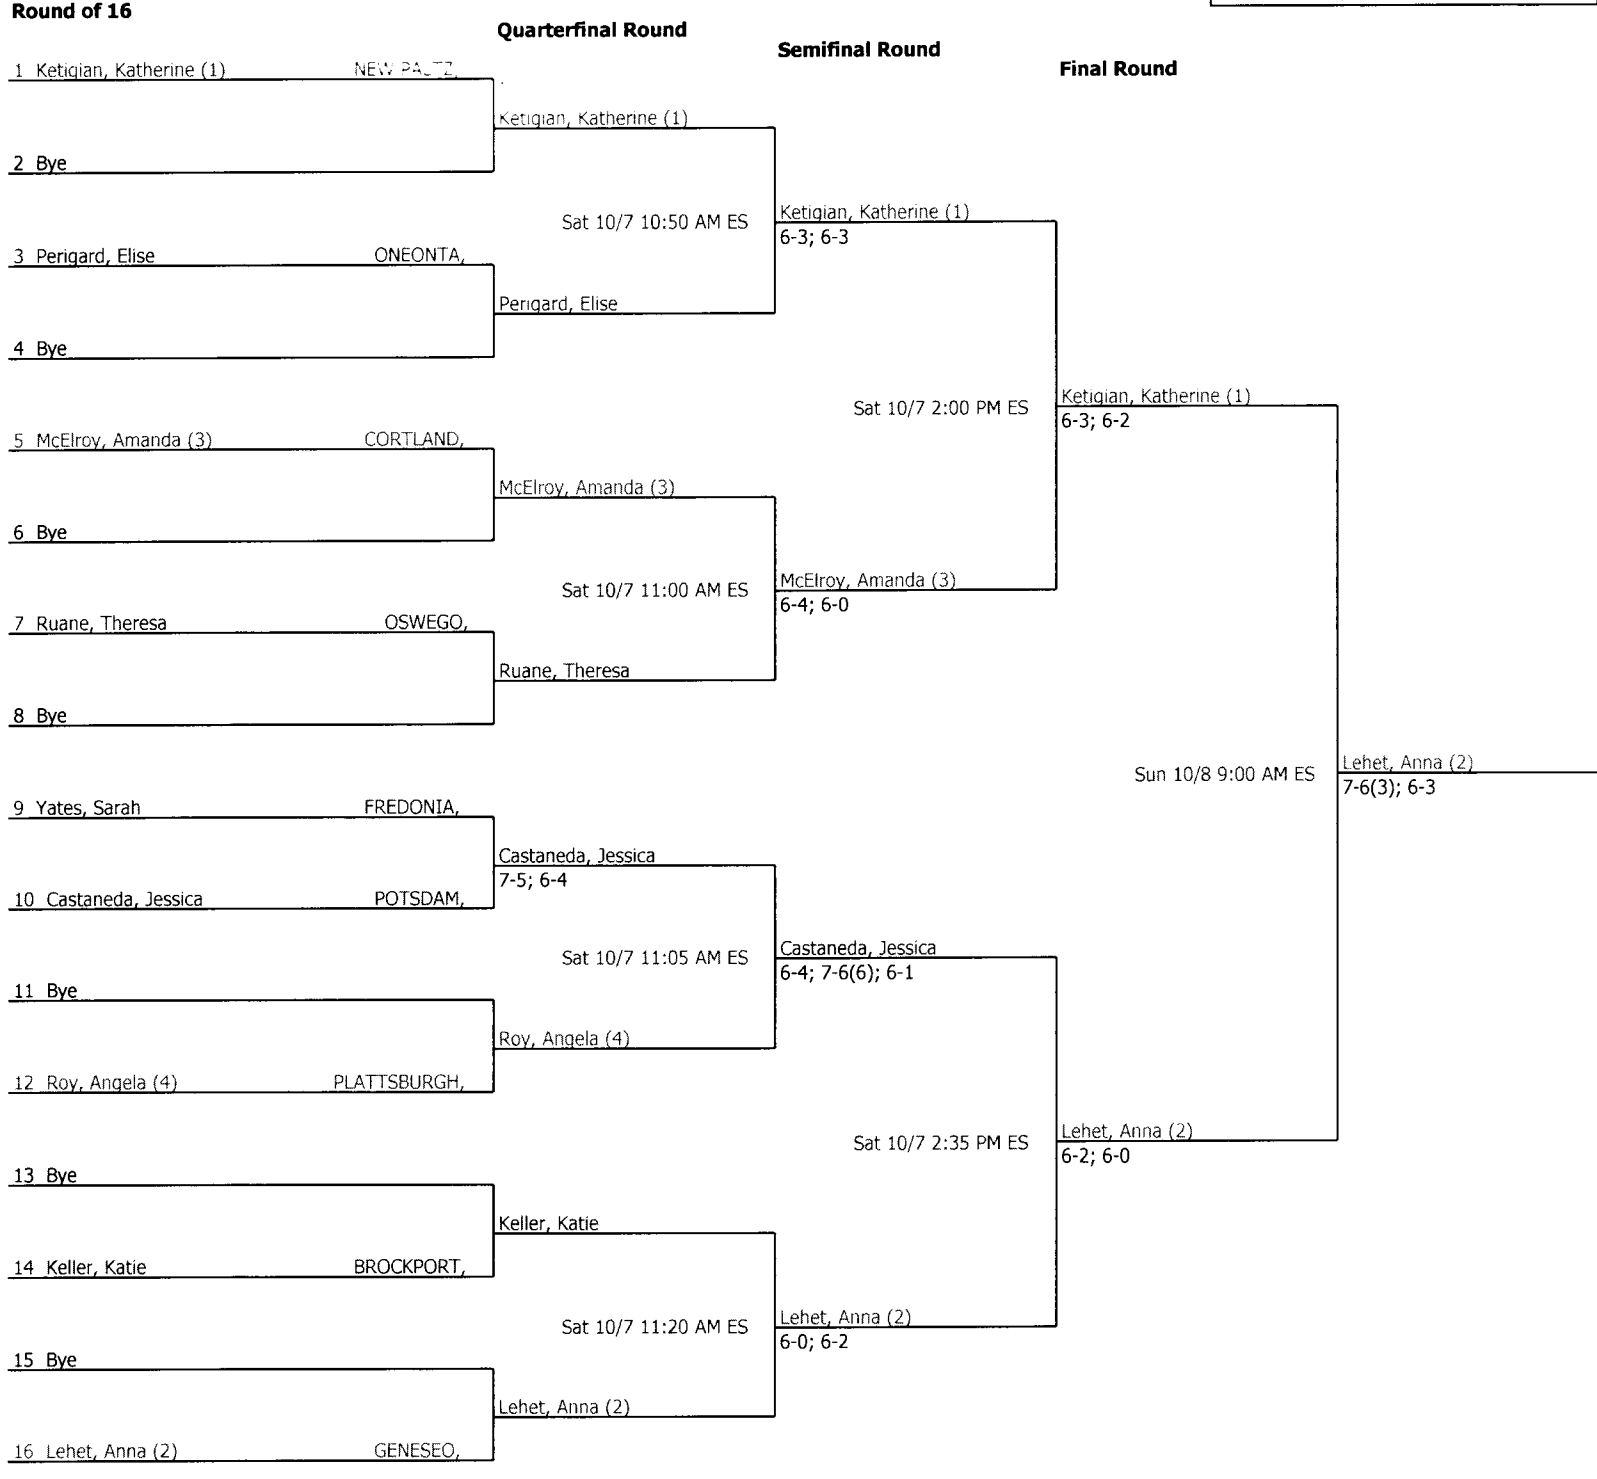 Round of 16
Quarterfinal Round
Semifinal Round
Final Round
1 Ketigian, Katherine (1) NEW PALTZ,
Ketigian, Katherine (1)
2 Bye
Sat 10/7 10:50 AM ES
Ketigian, Katherine (1)
6-3; 6-3
3 Perigard, Elise ONEONTA,
Perigard, Elise
4 Bye
Sat 10/7 2:00 PM ES
Ketigian, Katherine (1)
6-3; 6-2
5 McElroy, Amanda (3) CORTLAND,
McElroy, Amanda (3)
6 Bye
Sat 10/7 11:00 AM ES
McElroy, Amanda (3)
6-4; 6-0
7 Ruane, Theresa OSWEGO,
Ruane, Theresa
8 Bye
Sun 10/8 9:00 AM ES
Lehet, Anna (2)
7-6(3); 6-3
9 Yates, Sarah FREDONIA,
Castaneda, Jessica
7-5; 6-4
10 Castaneda, Jessica POTSDAM,
Sat 10/7 11:05 AM ES
Castaneda, Jessica
6-4; 7-6(6); 6-1
11 Bye
Roy, Angela (4)
12 Roy, Angela (4) PLATTSBURGH,
Sat 10/7 2:35 PM ES
Lehet, Anna (2)
6-2; 6-0
13 Bye
Keller, Katie
14 Keller, Katie BROCKPORT,
Sat 10/7 11:20 AM ES
Lehet, Anna (2)
6-0; 6-2
15 Bye
Lehet, Anna (2)
16 Lehet, Anna (2) GENESEO,